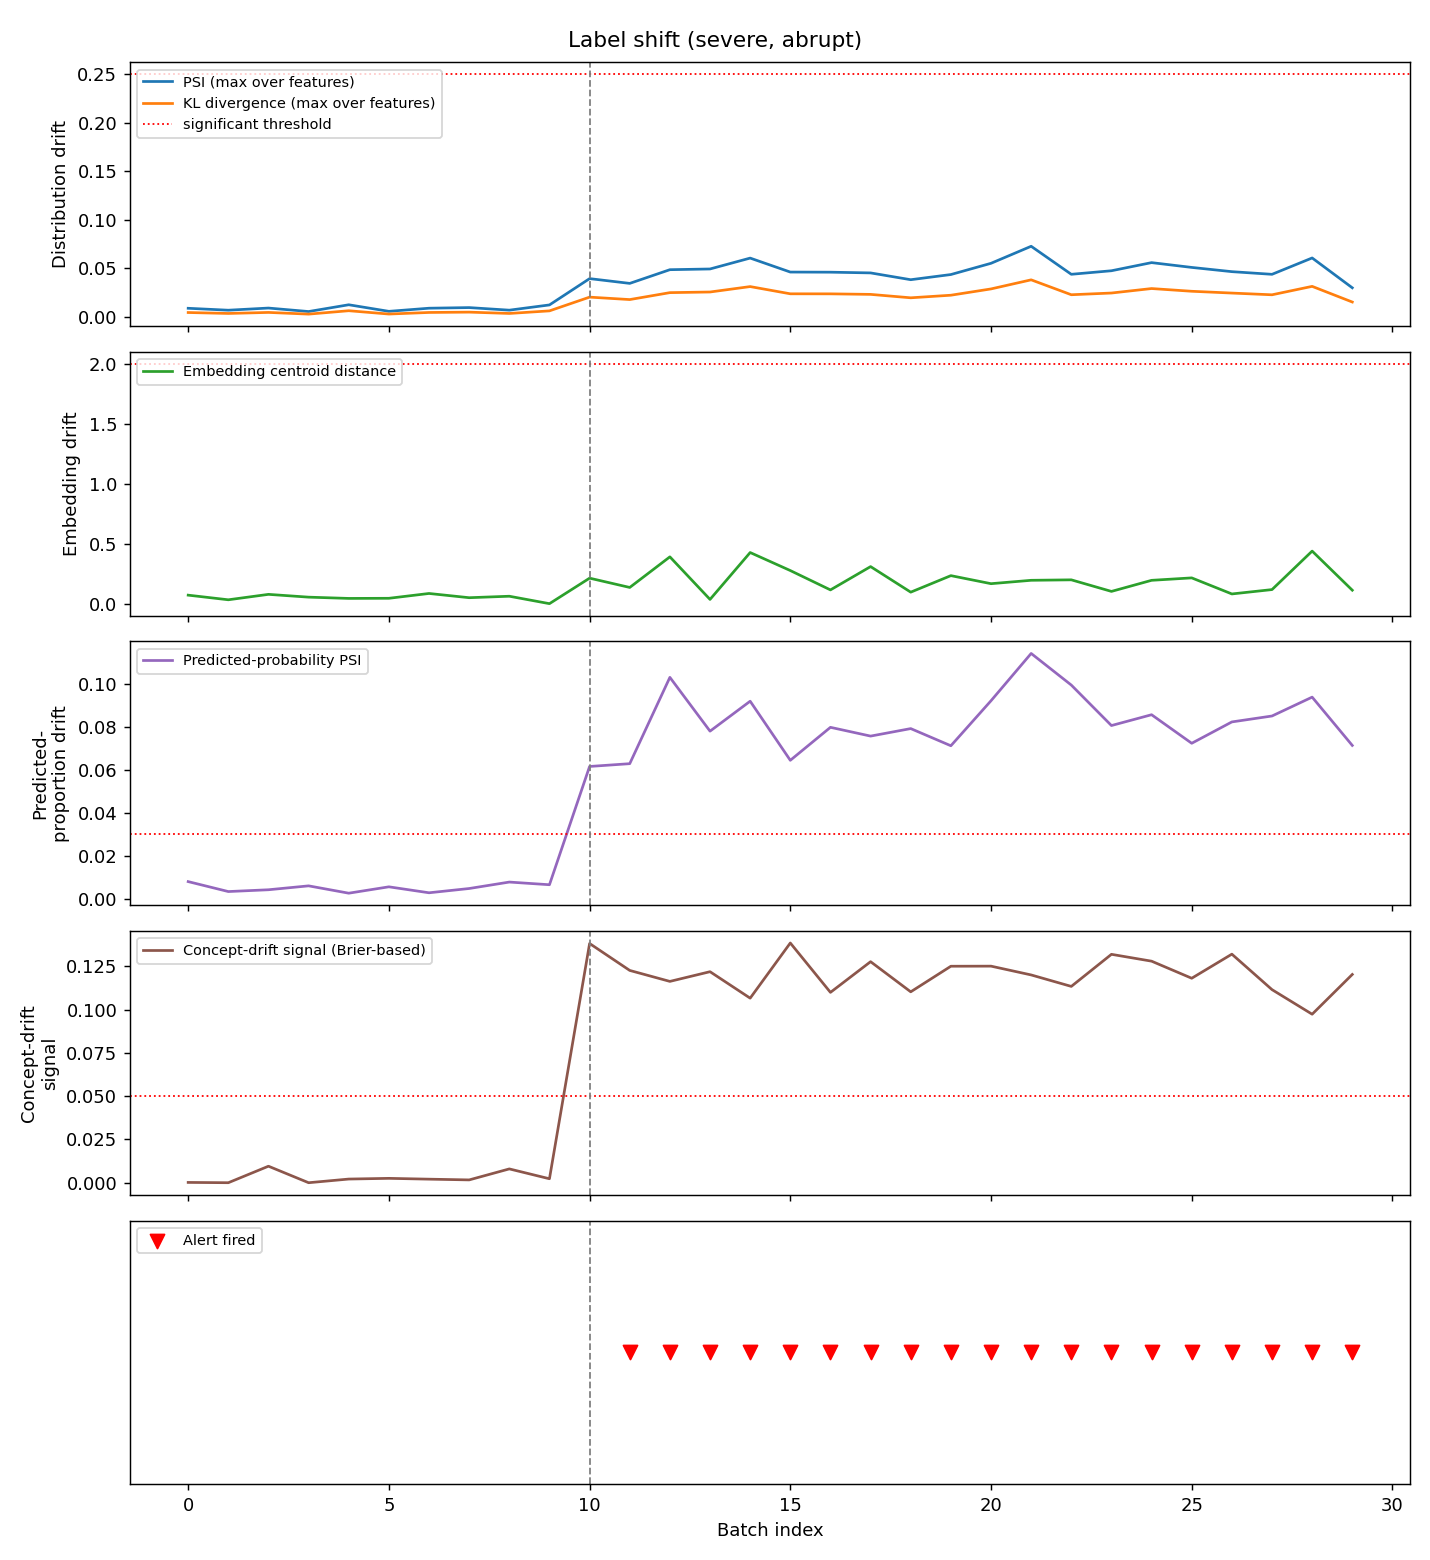 Label shift (severe, abrupt)
Distribution drift
0.25
0.20
0.15
0.10
0.05
0.00
PSI (max over features)
KL divergence (max over features)
significant threshold
Embedding drift
2.0
1.5
1.0
0.5
0.0
Embedding centroid distance
Predicted-
proportion drift
0.10
0.08
0.06
0.04
0.02
0.00
Predicted-probability PSI
Concept-drift
signal
0.125
0.100
0.075
0.050
0.025
0.000
Concept-drift signal (Brier-based)
Alert fired
0 5 10 15 20 25 30
Batch index